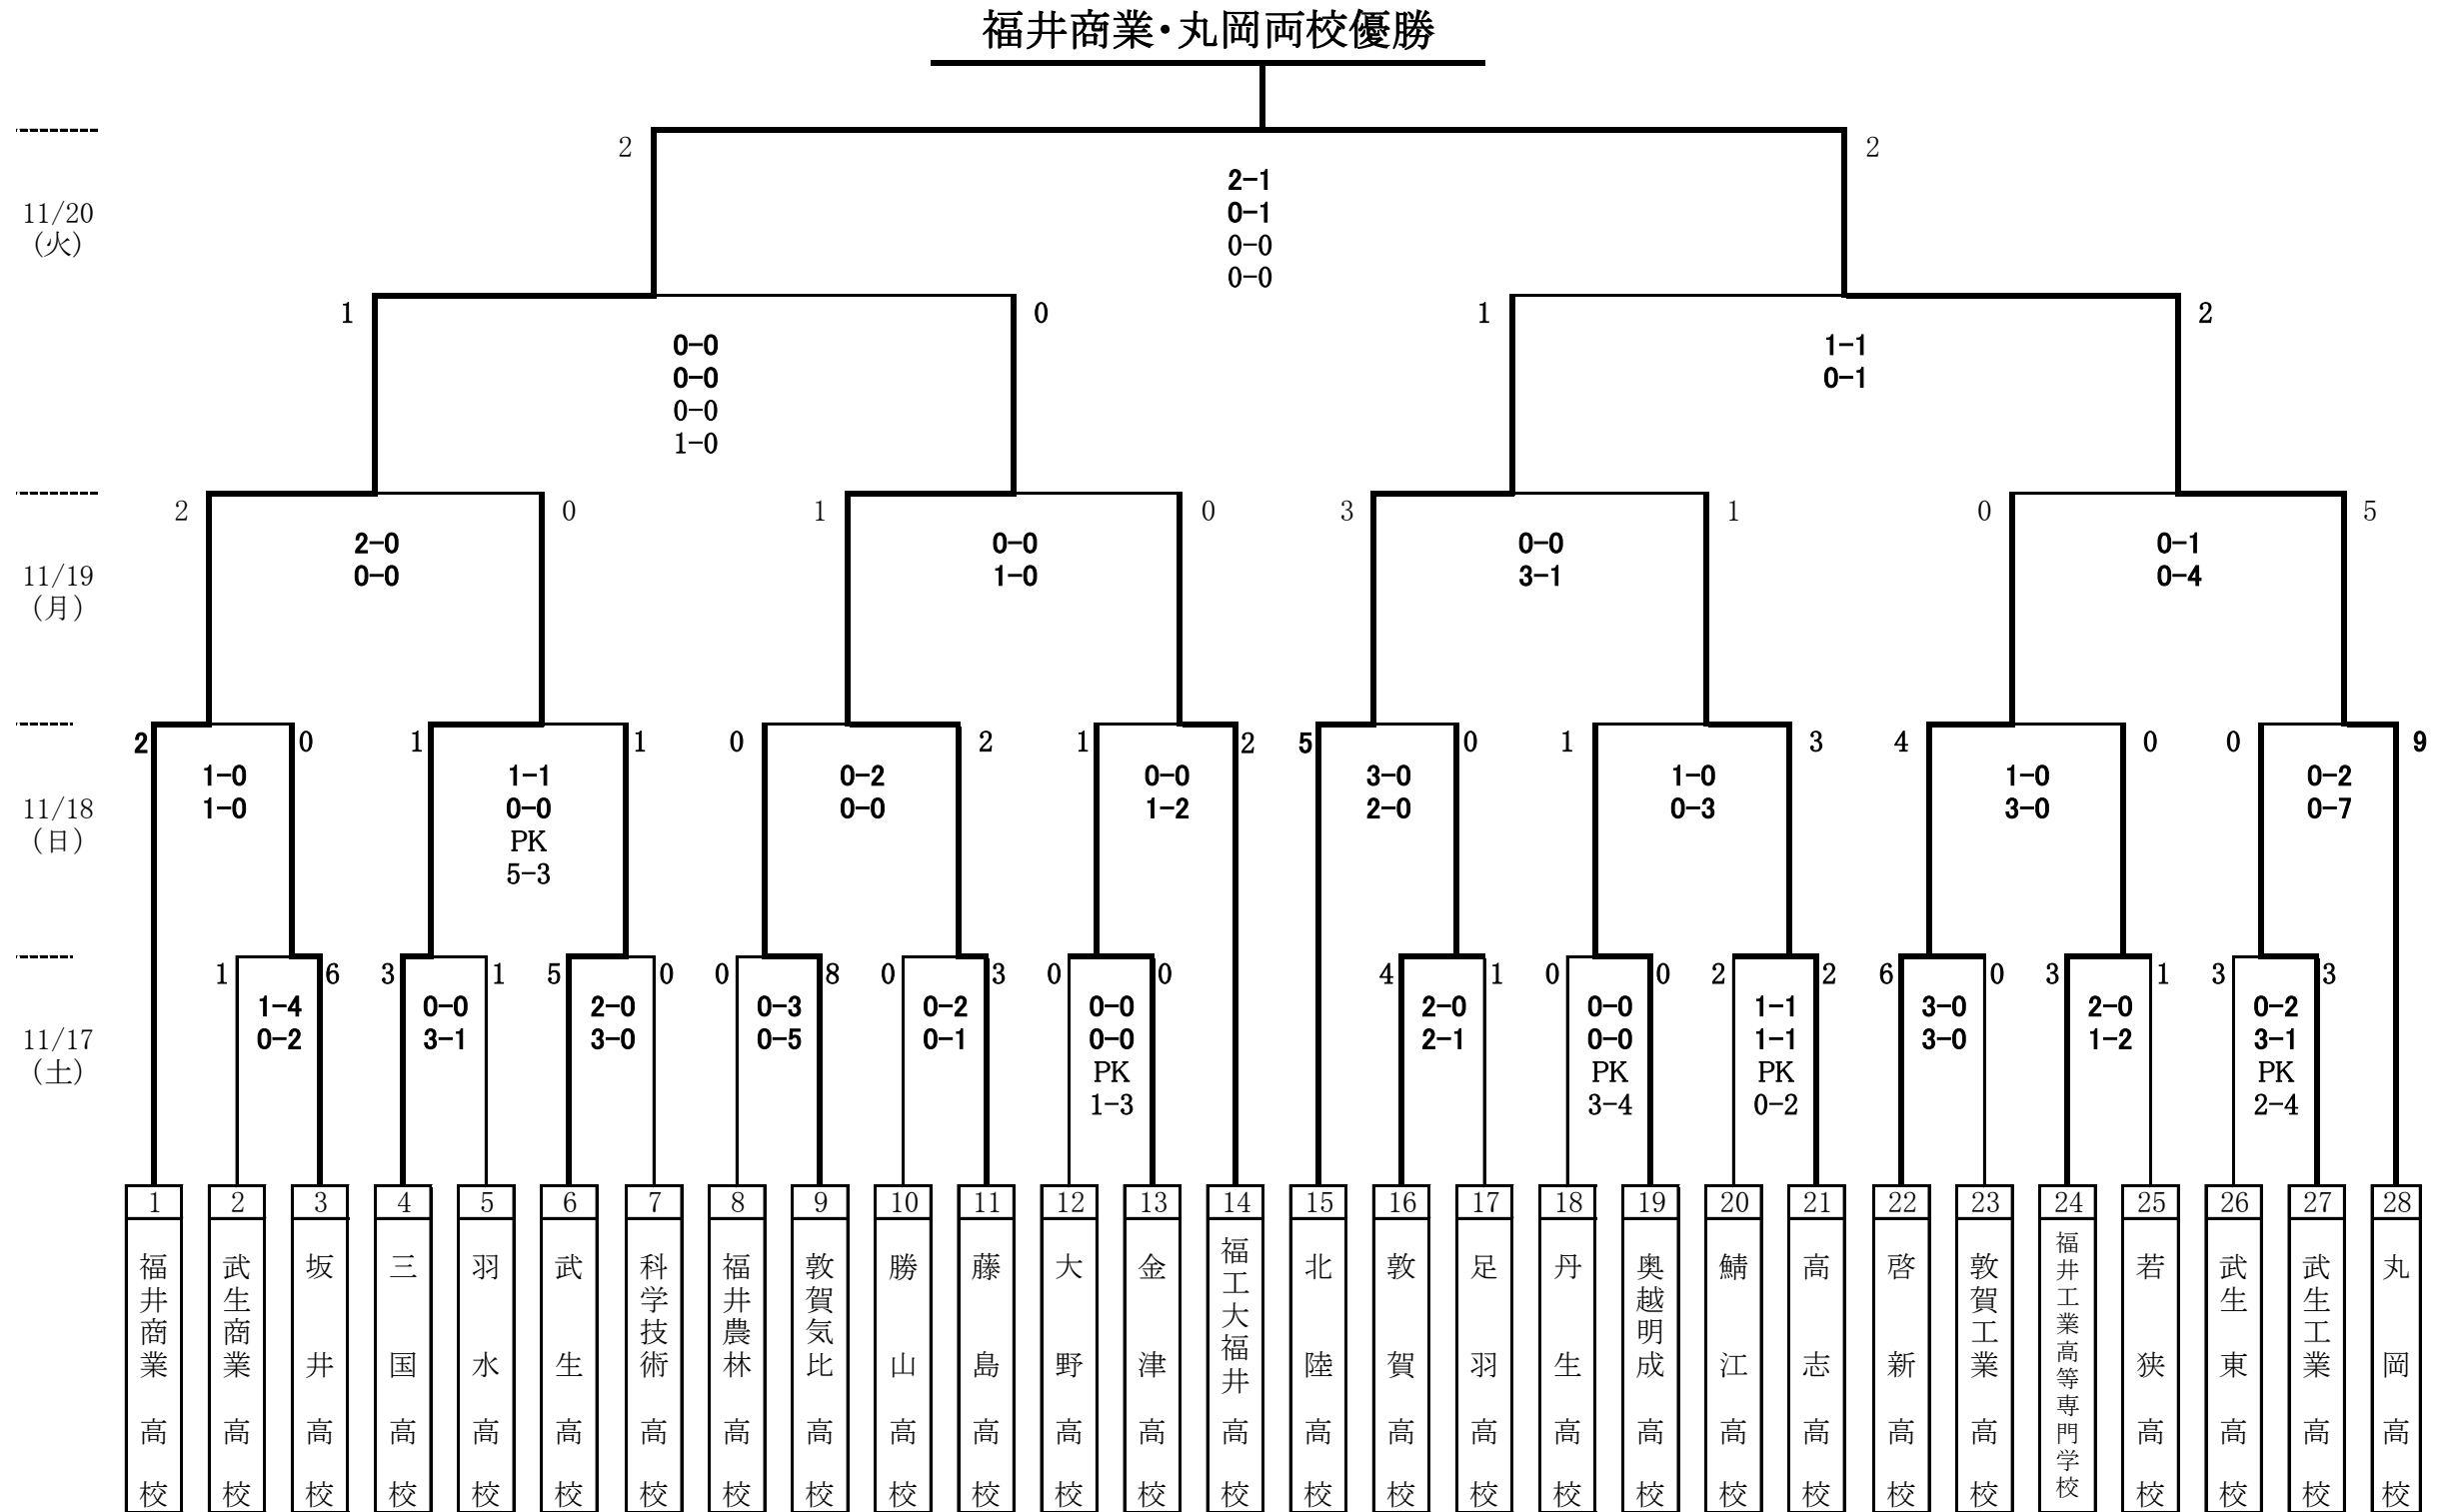 福井商業・丸岡両校優勝
2 2
2-1
11/20 0-1
(火) 0-0
0-0
1 0 1 2
0-0 1-1
0-0 0-1
0-0
1-0
2 0 1 0 3 1 0 5
2-0 0-0 0-0 0-1
11/19 0-0 1-0 3-1 0-4
(月)
2 0 1 1 0 2 1 2 5 0 1 3 4 0 0 9
1-0 1-1 0-2 0-0 3-0 1-0 1-0 0-2
11/18 1-0 0-0 0-0 1-2 2-0 0-3 3-0 0-7
(日) PK
5-3
1 6 3 1 5 0 0 8 0 3 0 0 4 1 0 0 2 2 6 0 3 1 3 3
1-4 0-0 2-0 0-3 0-2 0-0 2-0 0-0 1-1 3-0 2-0 0-2
11/17 0-2 3-1 3-0 0-5 0-1 0-0 2-1 0-0 1-1 3-0 1-2 3-1
(土) PK PK PK PK
1-3 3-4 0-2 2-4
1 2 3 4 5 6 7 8 9 10 11 12 13 14 15 16 17 18 19 20 21 22 23 24 25 26 27 28
福井商業高校
武生商業高校
坂井高校
三国高校
羽水高校
武生高校
科学技術高校
福井農林高校
敦賀気比高校
勝山高校
藤島高校
大野高校
金津高校
福工大福井高校
北陸高校
敦賀高校
足羽高校
丹生高校
奥越明成高校
鯖江高校
高志高校
啓新高校
敦賀工業高校
福井工業高等専門学校
若狭高校
武生東高校
武生工業高校
丸岡高校